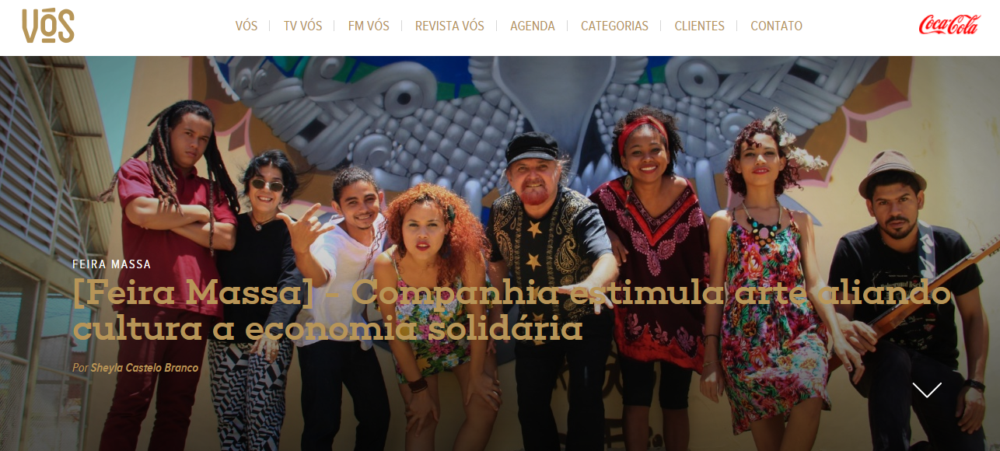 VÓS
VÓS
TV VÓS
FM VÓS
REVISTA VÓS
AGENDA
CATEGORIAS
CLIENTES
CONTATO
Coca-Cola
FEIRA MASSA
[Feira Massa] – Companhia estimula arte aliando
cultura a economia solidária
Por Sheyla Castelo Branco